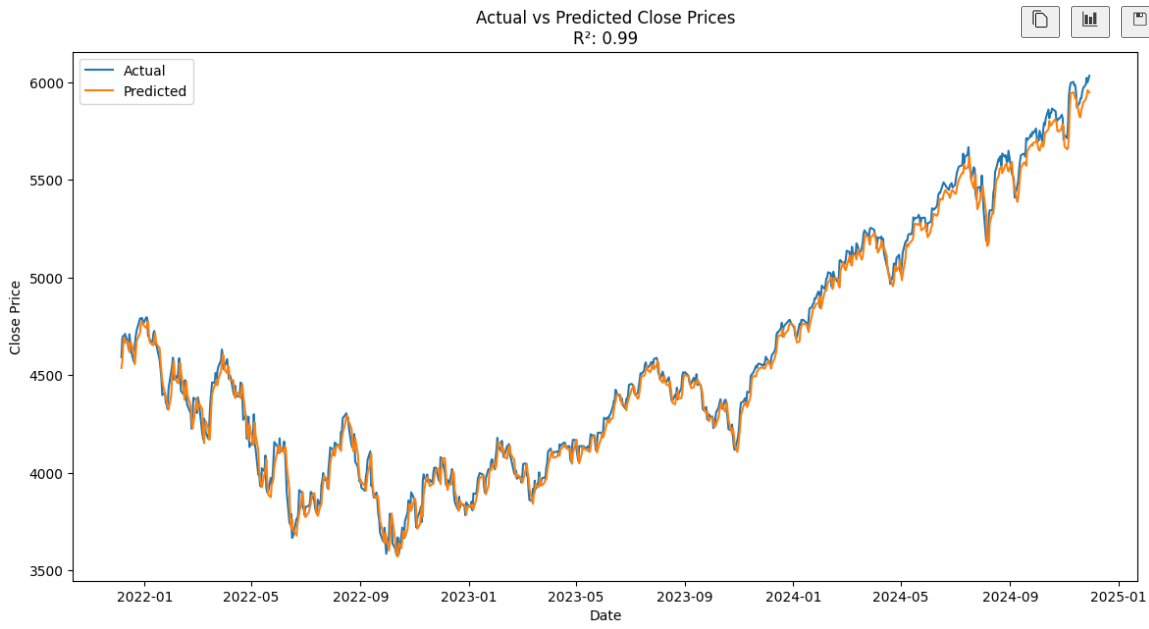 Actual vs Predicted Close Prices
R²: 0.99
Actual
Predicted
Close Price
6000
5500
5000
4500
4000
3500
2022-01 2022-05 2022-09 2023-01 2023-05 2023-09 2024-01 2024-05 2024-09 2025-01
Date